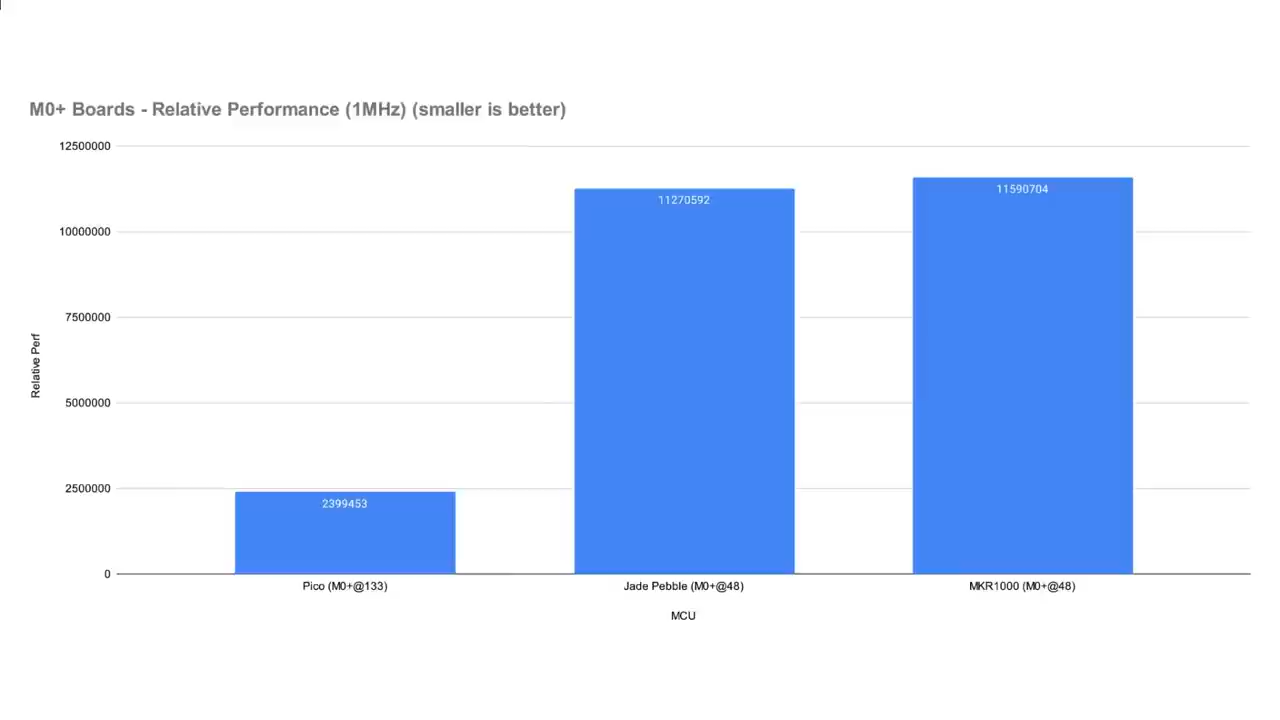 M0+ Boards - Relative Performance (1MHz) (smaller is better)
12500000
10000000
7500000
5000000
2500000
0
Relative Perf
2399453
11270592
11590704
Pico (M0+@133)
Jade Pebble (M0+@48)
MKR1000 (M0+@48)
MCU